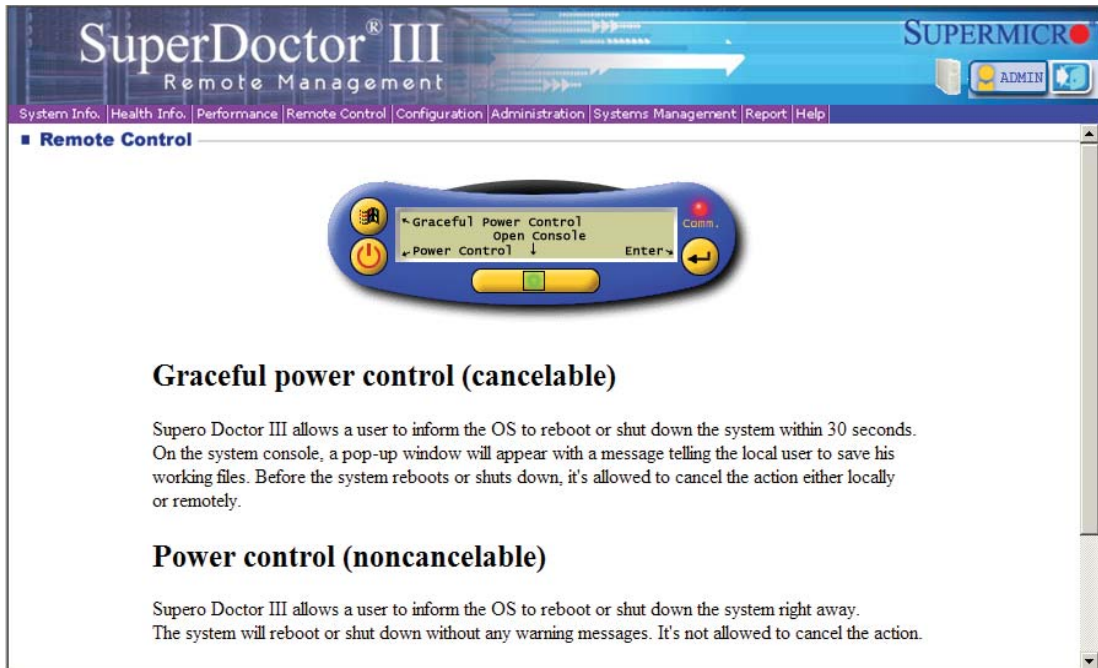 SuperDoctor® III
Remote Management
SUPERMICR
ADMIN
System Info. Health Info. Performance Remote Control Configuration Administration Systems Management Report Help
Remote Control
Graceful Power Control
Open Console
Power Control
Enter
Comm.
Graceful power control (cancelable)
Supero Doctor III allows a user to inform the OS to reboot or shut down the system within 30 seconds.
On the system console, a pop-up window will appear with a message telling the local user to save his
working files. Before the system reboots or shuts down, it's allowed to cancel the action either locally
or remotely.
Power control (noncancelable)
Supero Doctor III allows a user to inform the OS to reboot or shut down the system right away.
The system will reboot or shut down without any warning messages. It's not allowed to cancel the action.